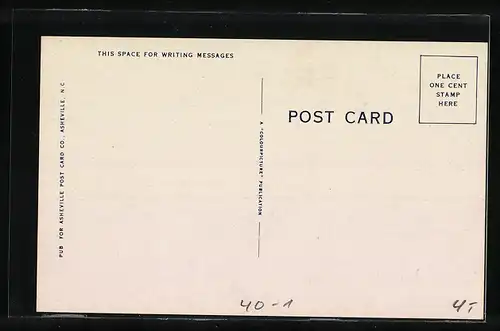 THIS SPACE FOR WRITING MESSAGES
PUB FOR ASHEVILLE POST CARD CO., ASHEVILLE, N C
A "COLOURPICTURE" PUBLICATION
POST CARD
PLACE
ONE CENT
STAMP
HERE
40-1
4,-